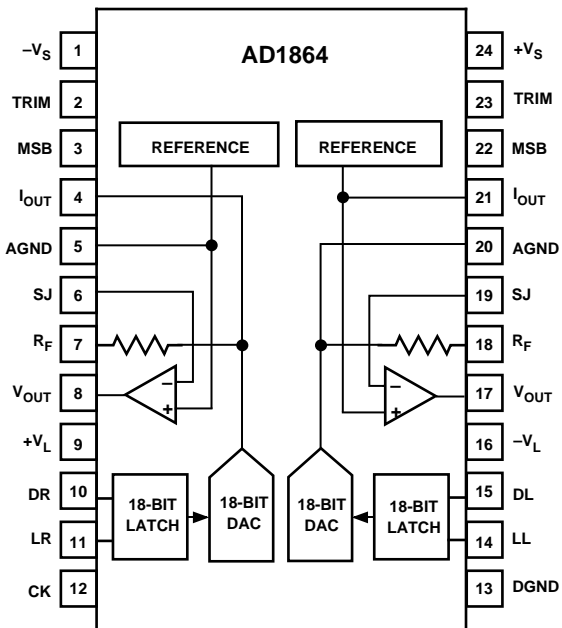 AD1864
–VS 1
TRIM 2
MSB 3
IOUT 4
AGND 5
SJ 6
RF 7
VOUT 8
+VL 9
DR 10
LR 11
CK 12
24 +VS
23 TRIM
22 MSB
21 IOUT
20 AGND
19 SJ
18 RF
17 VOUT
16 –VL
15 DL
14 LL
13 DGND
REFERENCE
REFERENCE
–
+
–
+
18-BIT
LATCH
18-BIT
DAC
18-BIT
DAC
18-BIT
LATCH